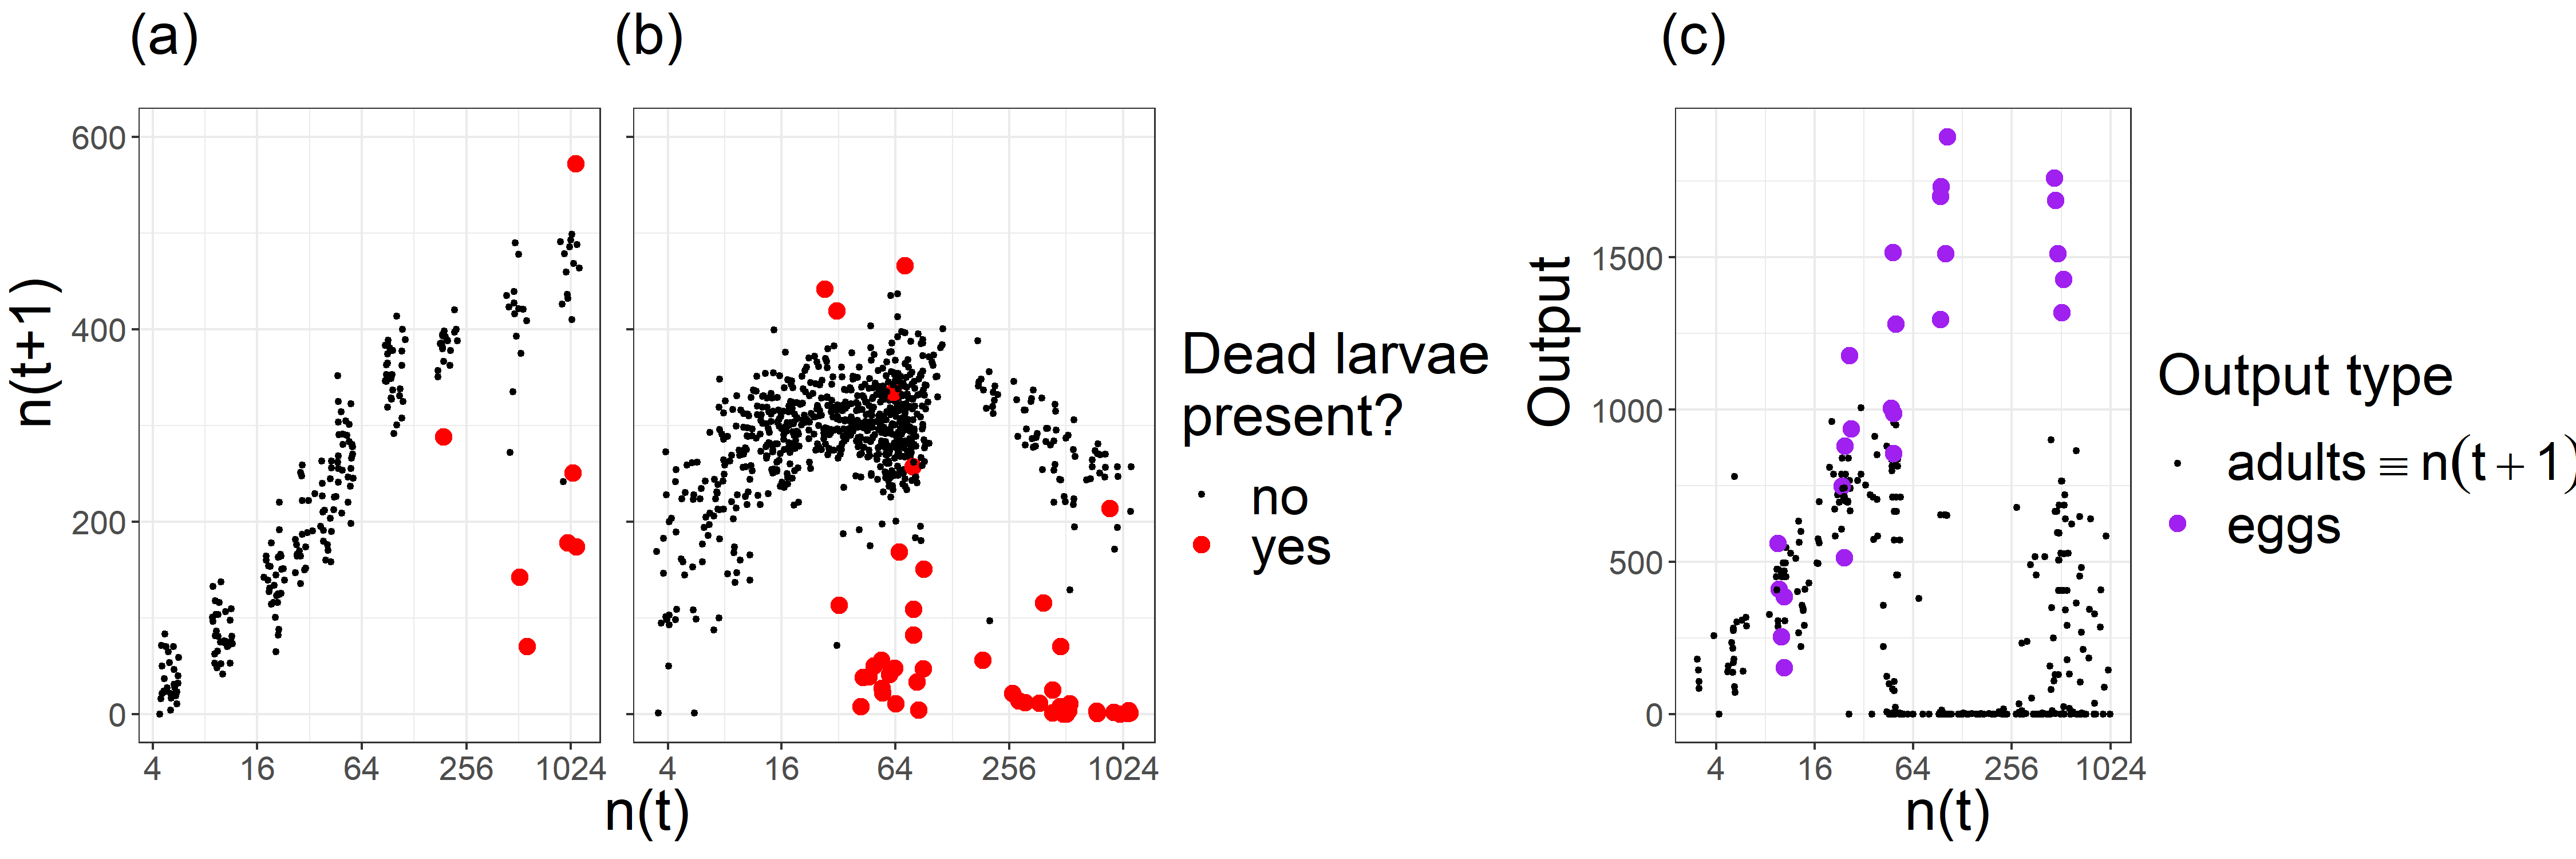 (a)
(b)
(c)
n(t+1)
600
400
200
0
4 16 64 256 1024
4 16 64 256 1024
n(t)
Dead larvae
present?
no
yes
Output
1500
1000
500
0
4 16 64 256 1024
n(t)
Output type
adults ≡ n(t + 1)
eggs